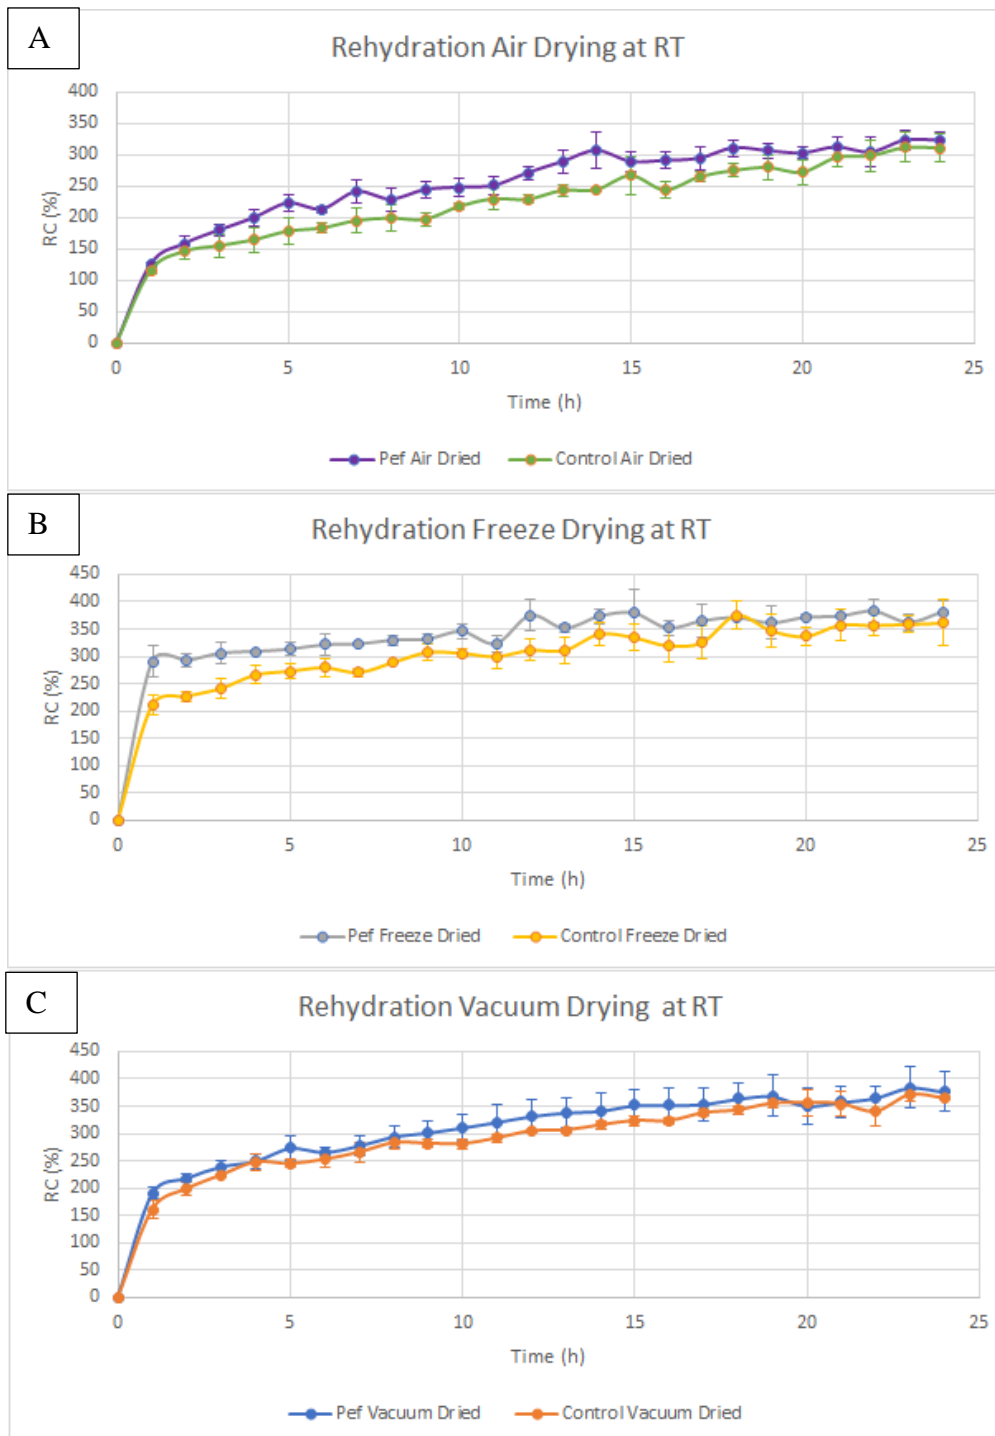 A
Rehydration Air Drying at RT
400
350
300
250
200
150
100
50
0
RC (%)
0 5 10 15 20 25
Time (h)
Pef Air Dried Control Air Dried
B
Rehydration Freeze Drying at RT
450
400
350
300
250
200
150
100
50
0
RC (%)
0 5 10 15 20 25
Time (h)
Pef Freeze Dried Control Freeze Dried
C
Rehydration Vacuum Drying at RT
450
400
350
300
250
200
150
100
50
0
RC (%)
0 5 10 15 20 25
Time (h)
Pef Vacuum Dried Control Vacuum Dried